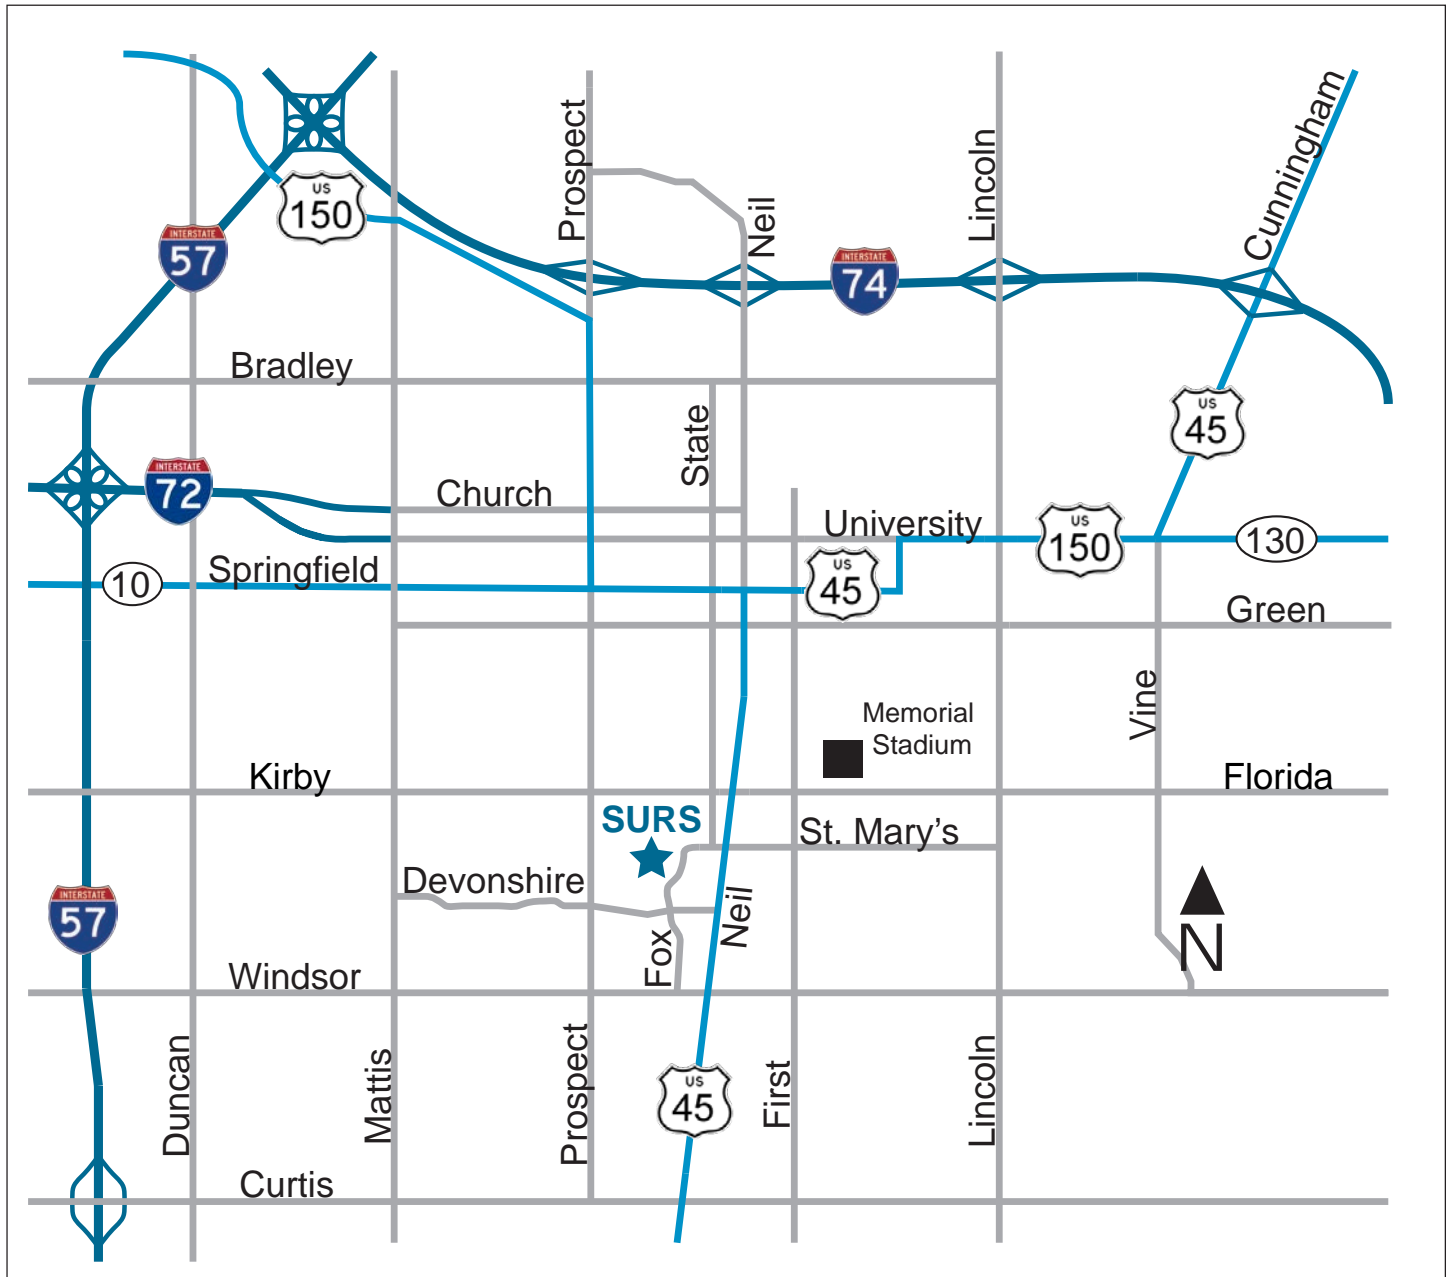 Prospect
Lincoln
Cunningham
US
150
Neil
INTERSTATE
57
INTERSTATE
74
Bradley
State
US
45
INTERSTATE
72
Church
University
US
150
130
10
Springfield
US
45
Green
Vine
Memorial
Stadium
Kirby
Florida
SURS
St. Mary's
Devonshire
INTERSTATE
57
Neil
Fox
N
Windsor
Duncan
Mattis
Prospect
US
45
First
Lincoln
Curtis